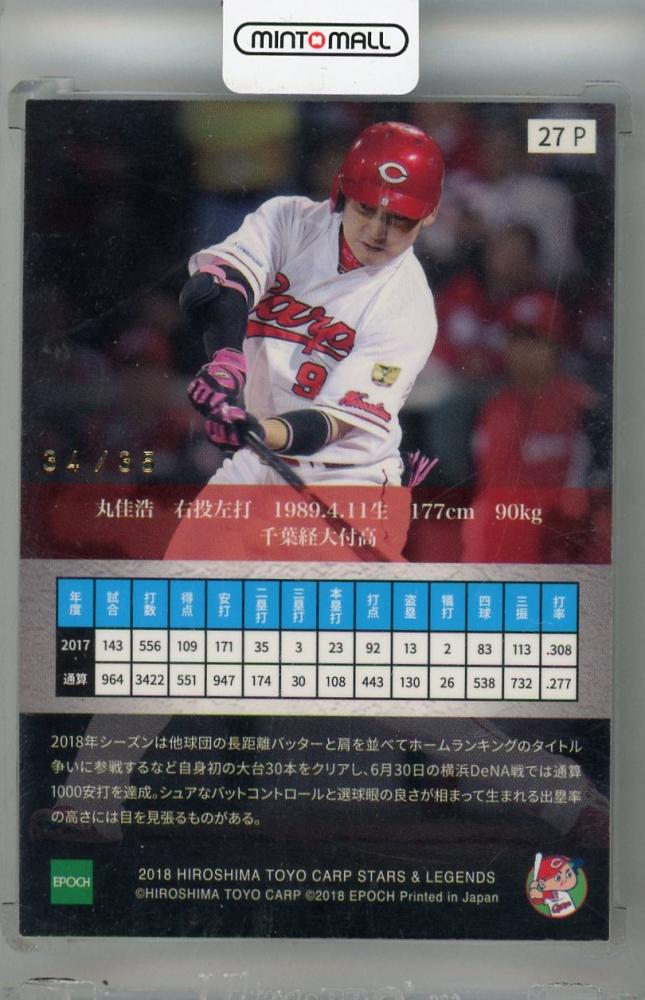 MINT MALL
27 P
Carp
9
34/35
丸佳浩 右投左打 1989.4.11生 177cm 90kg
千葉経大付高
年度 試合 打数 得点 安打 二塁打 三塁打 本塁打 打点 盗塁 犠打 四球 三振 打率
2017 143 556 109 171 35 3 23 92 13 2 83 113 .308
通算 964 3422 551 947 174 30 108 443 130 26 538 732 .277
2018年シーズンは他球団の長距離バッターと肩を並べてホームランキングのタイトル
争いに参戦するなど自身初の大台30本をクリアし、6月30日の横浜DeNA戦では通算
1000安打を達成。シュアなバットコントロールと選球眼の良さが相まって生まれる出塁率
の高さには目を見張るものがある。
EPOCH
2018 HIROSHIMA TOYO CARP STARS & LEGENDS
©HIROSHIMA TOYO CARP ©2018 EPOCH Printed in Japan